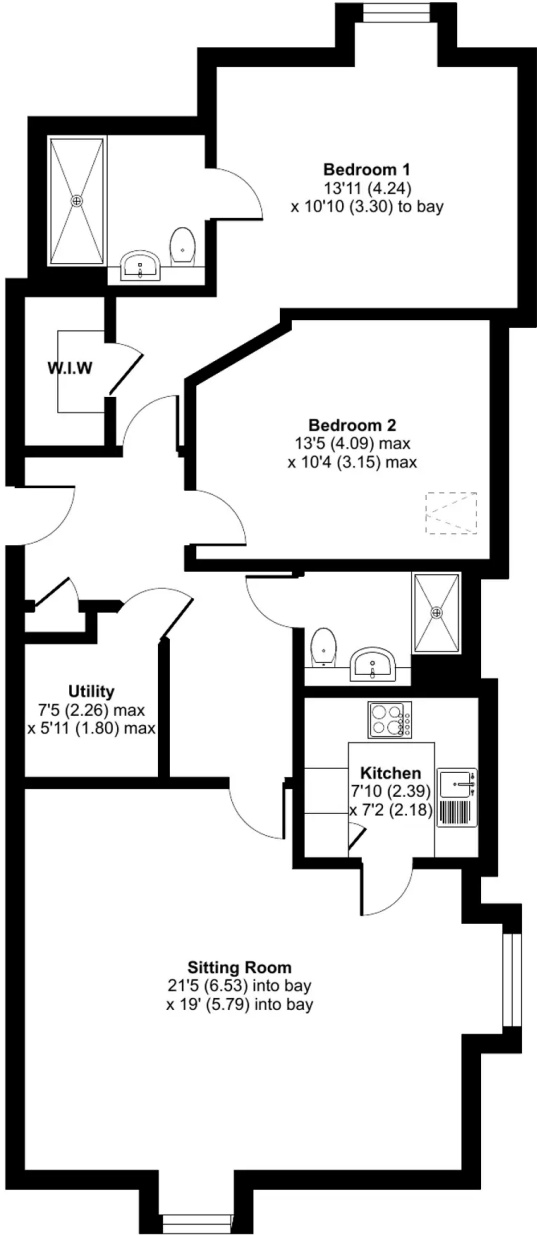 Bedroom 1
13'11 (4.24)
x 10'10 (3.30) to bay
W.I.W
Bedroom 2
13'5 (4.09) max
x 10'4 (3.15) max
Utility
7'5 (2.26) max
x 5'11 (1.80) max
Kitchen
7'10 (2.39)
x 7'2 (2.18)
Sitting Room
21'5 (6.53) into bay
x 19' (5.79) into bay